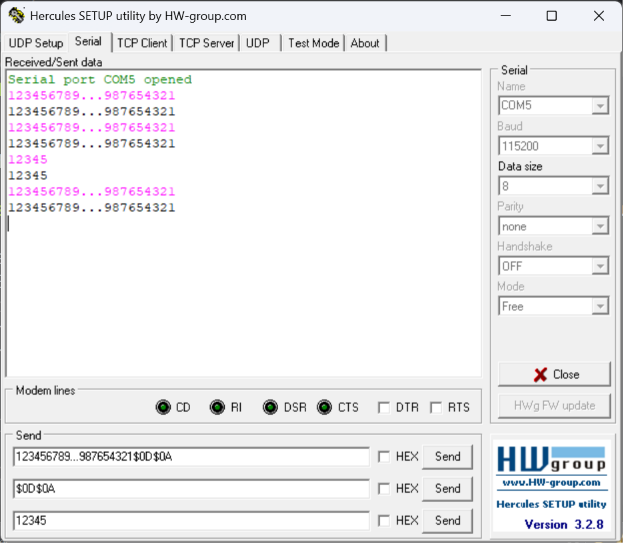 Hercules SETUP utility by HW-group.com
UDP Setup Serial TCP Client TCP Server UDP Test Mode About
Received/Sent data
Serial port COM5 opened
123456789...987654321
123456789...987654321
123456789...987654321
123456789...987654321
12345
12345
123456789...987654321
123456789...987654321
Serial
Name
COM5
Baud
115200
Data size
8
Parity
none
Handshake
OFF
Mode
Free
Close
HWg FW update
Modem lines
CD RI DSR CTS DTR RTS
Send
123456789...987654321$0D$0A HEX Send
$0D$0A HEX Send
12345 HEX Send
HWgroup
www.HW-group.com
Hercules SETUP utility
Version 3.2.8